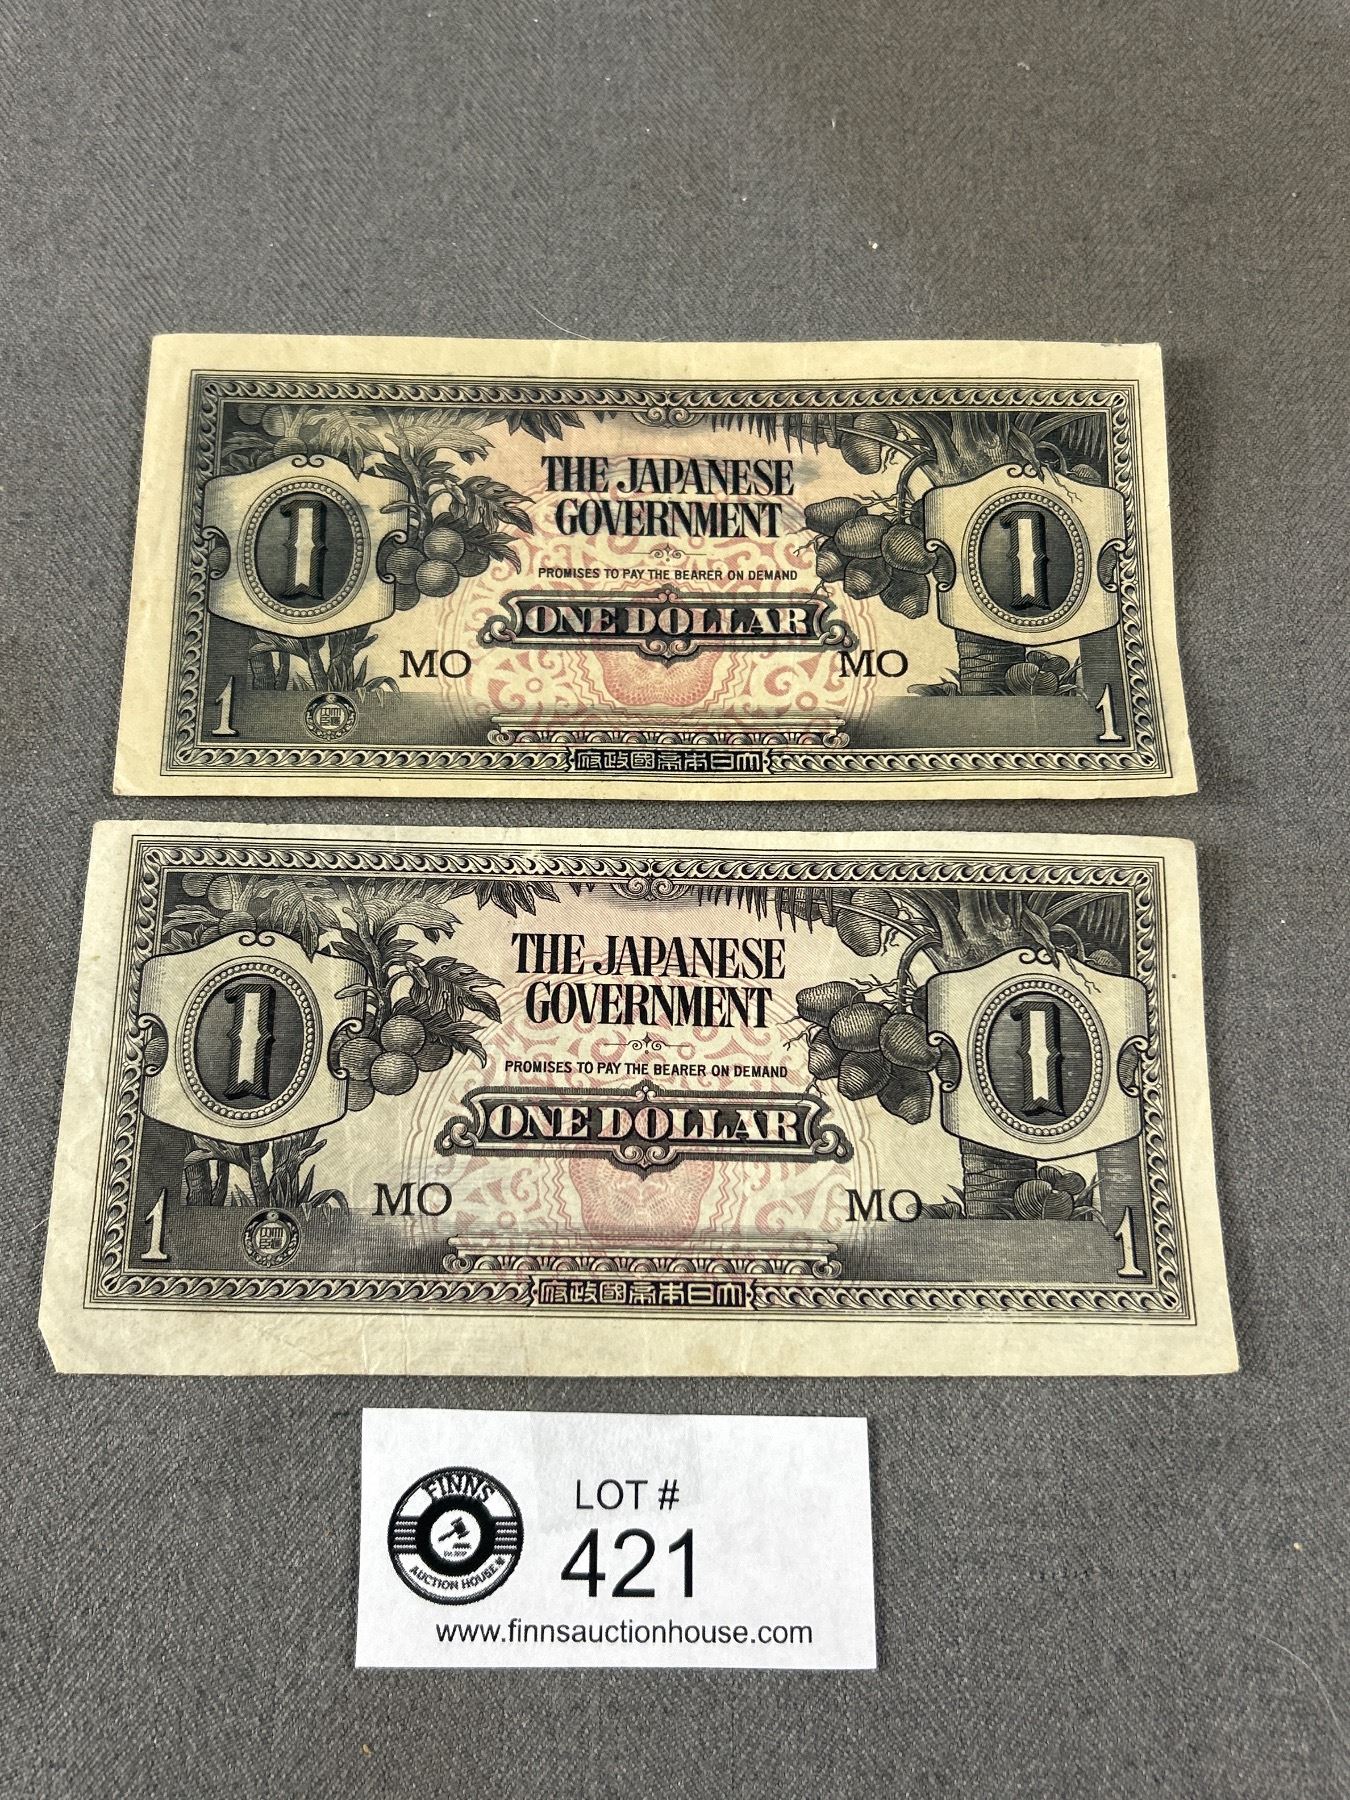 THE JAPANESE
GOVERNMENT
PROMISES TO PAY THE BEARER ON DEMAND
ONE DOLLAR
1
1
MO
MO
1
1
府政國帝本日大
THE JAPANESE
GOVERNMENT
PROMISES TO PAY THE BEARER ON DEMAND
ONE DOLLAR
1
1
MO
MO
1
1
府政國帝本日大
FINNS
AUCTION HOUSE
LOT #
421
www.finnsauctionhouse.com